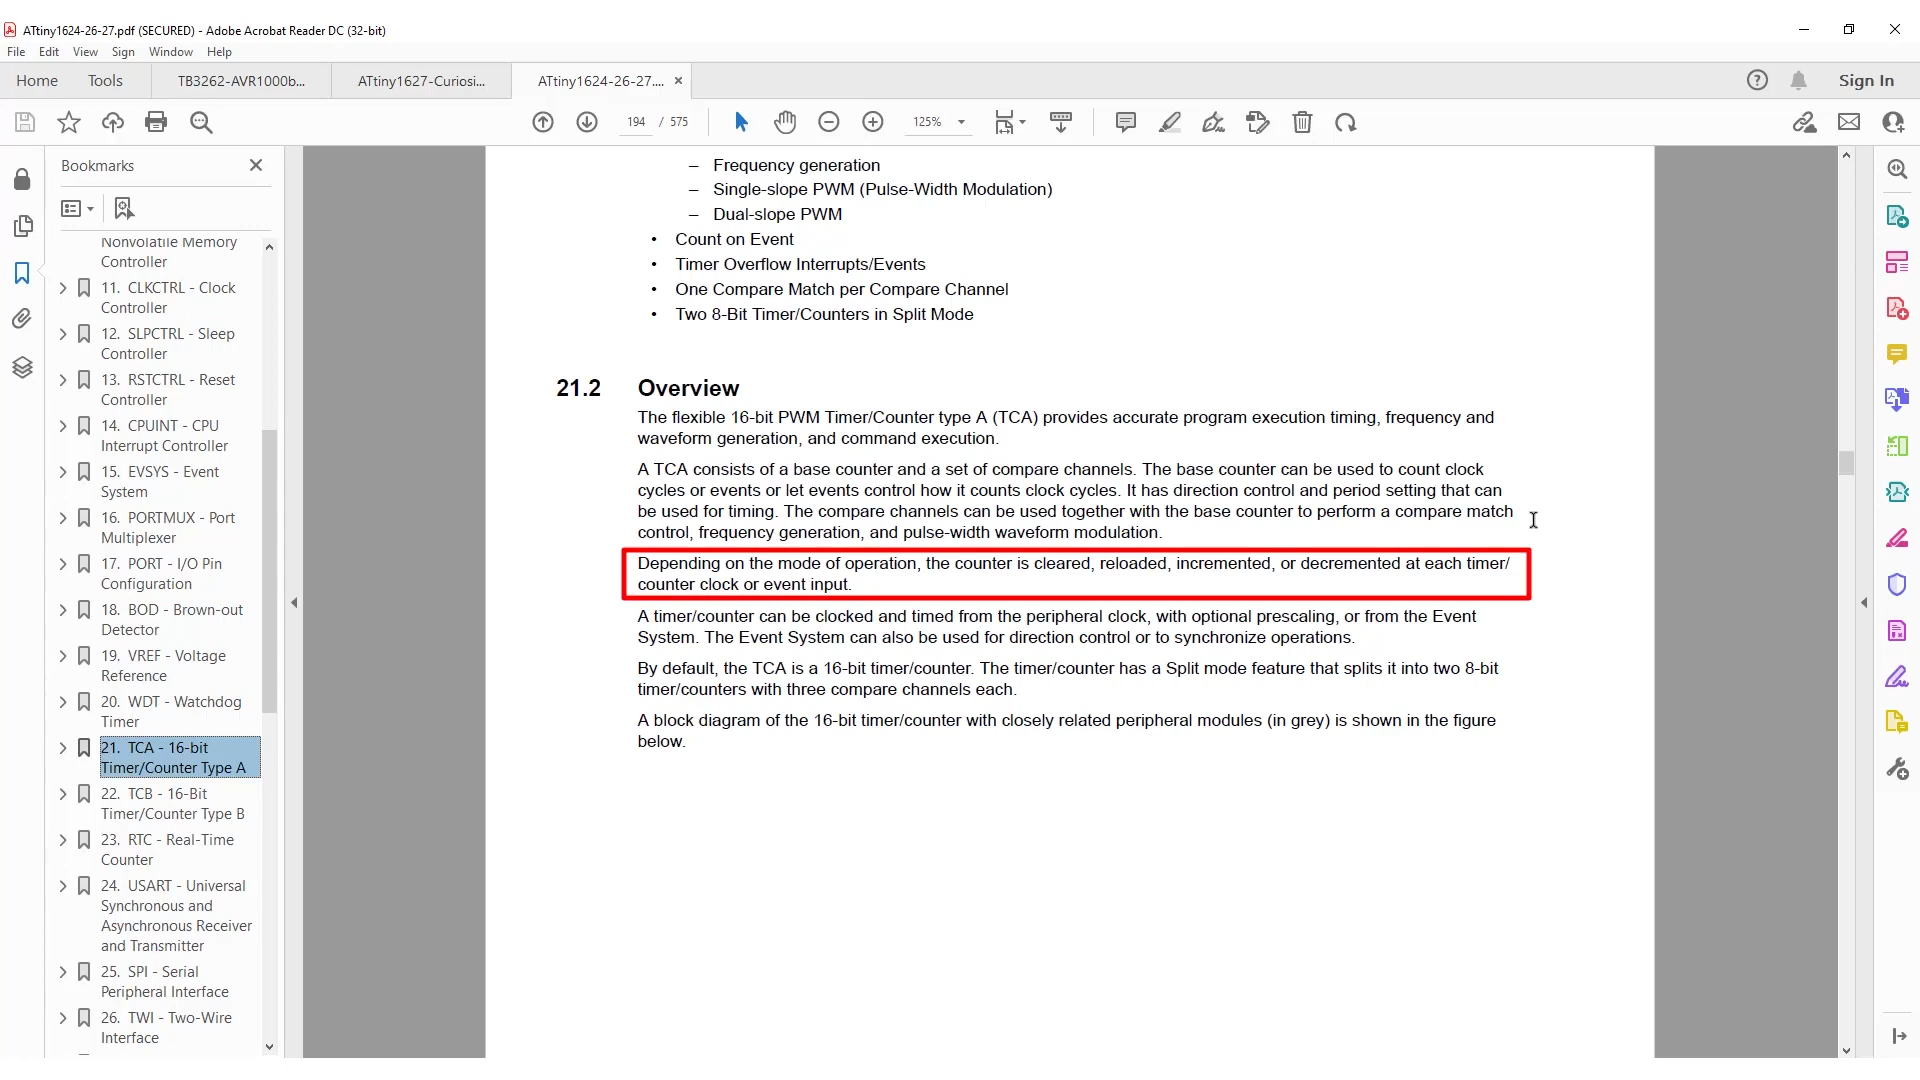 ATtiny1624-26-27.pdf (SECURED) - Adobe Acrobat Reader DC (32-bit)
File Edit View Sign Window Help
Home Tools TB3262-AVR1000b... ATtiny1627-Curiosi... ATtiny1624-26-27.... ×
Sign In
194 / 575 125%
Bookmarks
Nonvolatile Memory
Controller
11. CLKCTRL - Clock
Controller
12. SLPCTRL - Sleep
Controller
13. RSTCTRL - Reset
Controller
14. CPUINT - CPU
Interrupt Controller
15. EVSYS - Event
System
16. PORTMUX - Port
Multiplexer
17. PORT - I/O Pin
Configuration
18. BOD - Brown-out
Detector
19. VREF - Voltage
Reference
20. WDT - Watchdog
Timer
21. TCA - 16-bit
Timer/Counter Type A
22. TCB - 16-Bit
Timer/Counter Type B
23. RTC - Real-Time
Counter
24. USART - Universal
Synchronous and
Asynchronous Receiver
and Transmitter
25. SPI - Serial
Peripheral Interface
26. TWI - Two-Wire
Interface
– Frequency generation
– Single-slope PWM (Pulse-Width Modulation)
– Dual-slope PWM
• Count on Event
• Timer Overflow Interrupts/Events
• One Compare Match per Compare Channel
• Two 8-Bit Timer/Counters in Split Mode
21.2 Overview
The flexible 16-bit PWM Timer/Counter type A (TCA) provides accurate program execution timing, frequency and
waveform generation, and command execution.
A TCA consists of a base counter and a set of compare channels. The base counter can be used to count clock
cycles or events or let events control how it counts clock cycles. It has direction control and period setting that can
be used for timing. The compare channels can be used together with the base counter to perform a compare match
control, frequency generation, and pulse-width waveform modulation.
Depending on the mode of operation, the counter is cleared, reloaded, incremented, or decremented at each timer/
counter clock or event input.
A timer/counter can be clocked and timed from the peripheral clock, with optional prescaling, or from the Event
System. The Event System can also be used for direction control or to synchronize operations.
By default, the TCA is a 16-bit timer/counter. The timer/counter has a Split mode feature that splits it into two 8-bit
timer/counters with three compare channels each.
A block diagram of the 16-bit timer/counter with closely related peripheral modules (in grey) is shown in the figure
below.